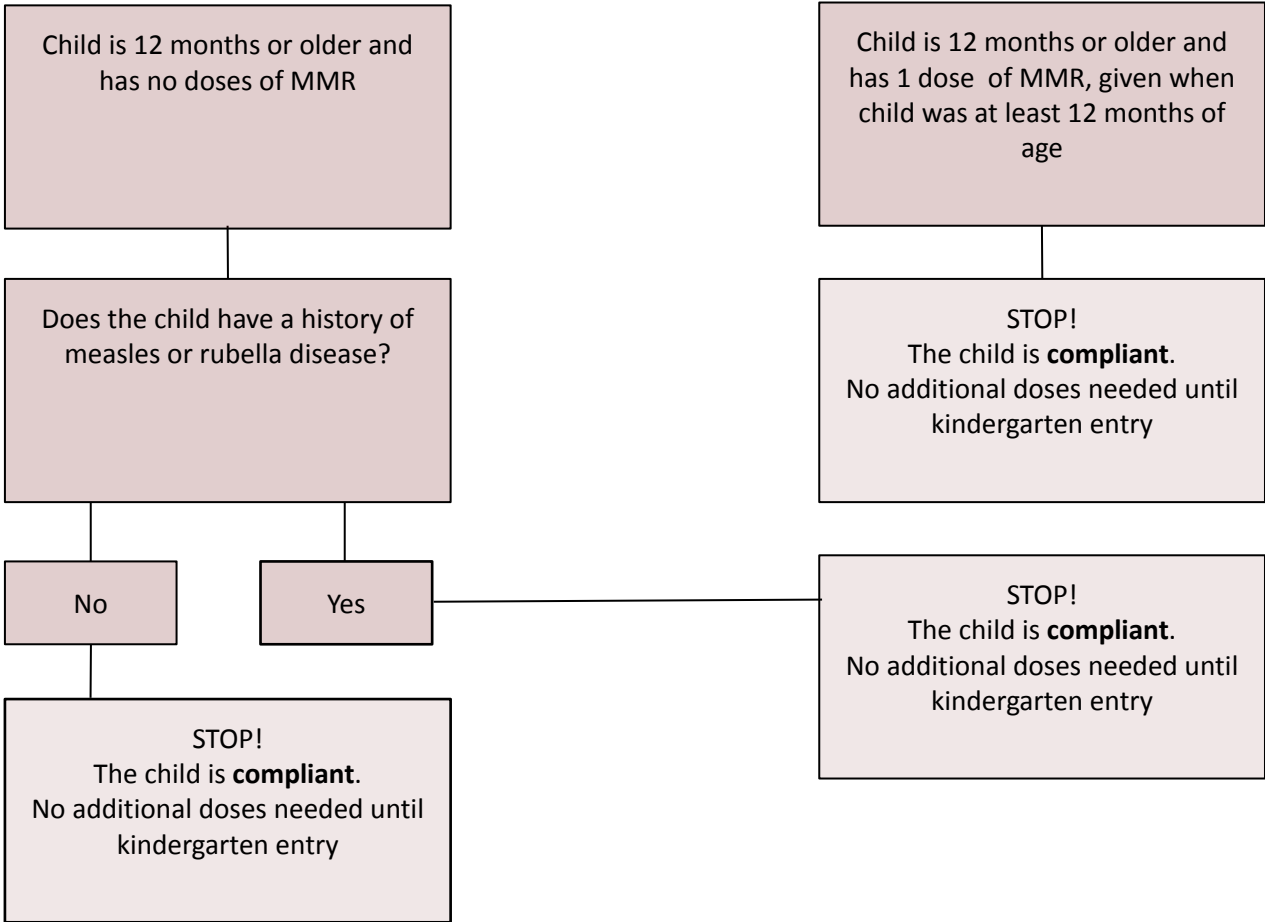 Child is 12 months or older and
has no doses of MMR
Child is 12 months or older and
has 1 dose of MMR, given when
child was at least 12 months of
age
Does the child have a history of
measles or rubella disease?
STOP!
The child is compliant.
No additional doses needed until
kindergarten entry
No
Yes
STOP!
The child is compliant.
No additional doses needed until
kindergarten entry
STOP!
The child is compliant.
No additional doses needed until
kindergarten entry